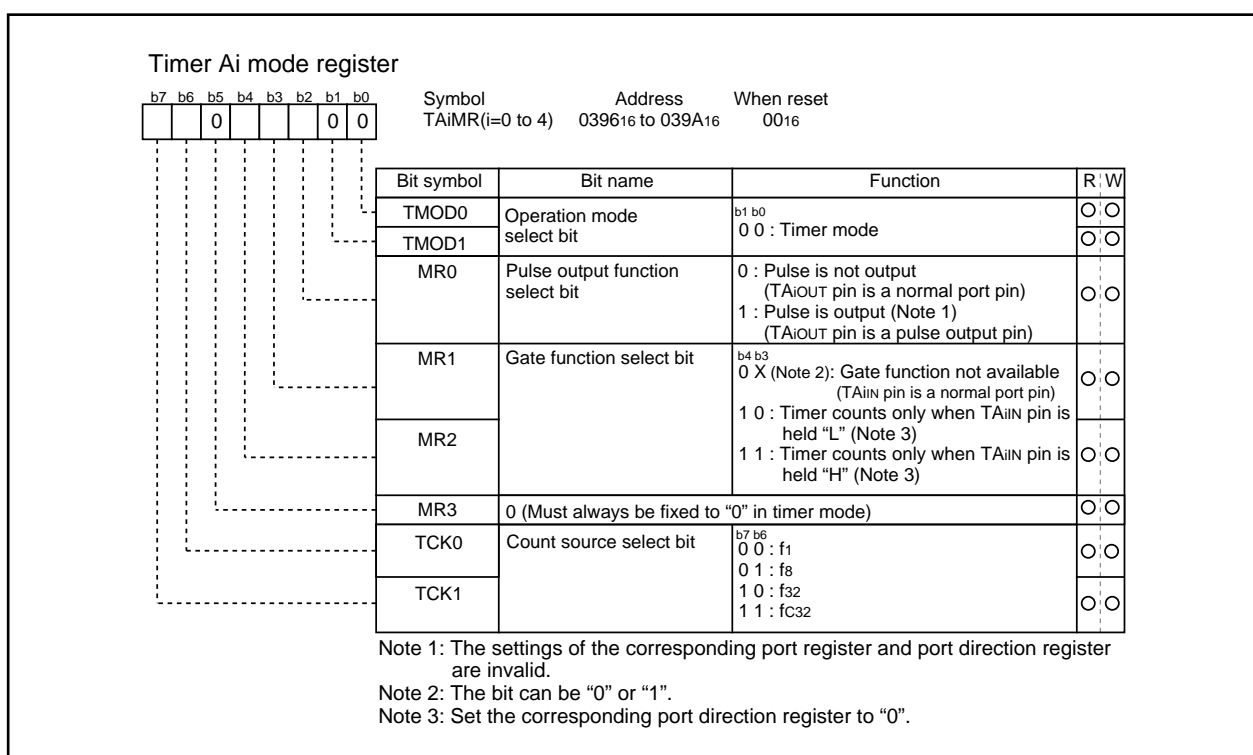 Timer Ai mode register
b7 b6 b5 b4 b3 b2 b1 b0
0 0 0
Symbol Address When reset
TAiMR(i=0 to 4) 039616 to 039A16 0016
Bit symbol Bit name Function R W
TMOD0 Operation mode select bit b1 b0
0 0 : Timer mode
TMOD1
MR0 Pulse output function select bit 0 : Pulse is not output
(TAiOUT pin is a normal port pin)
1 : Pulse is output (Note 1)
(TAiOUT pin is a pulse output pin)
MR1 Gate function select bit b4 b3
0 X (Note 2): Gate function not available
(TAiIN pin is a normal port pin)
1 0 : Timer counts only when TAiIN pin is
held “L” (Note 3)
MR2 1 1 : Timer counts only when TAiIN pin is
held “H” (Note 3)
MR3 0 (Must always be fixed to “0” in timer mode)
TCK0 Count source select bit b7 b6
0 0 : f1
0 1 : f8
TCK1 1 0 : f32
1 1 : fC32
Note 1: The settings of the corresponding port register and port direction register
are invalid.
Note 2: The bit can be “0” or “1”.
Note 3: Set the corresponding port direction register to “0”.